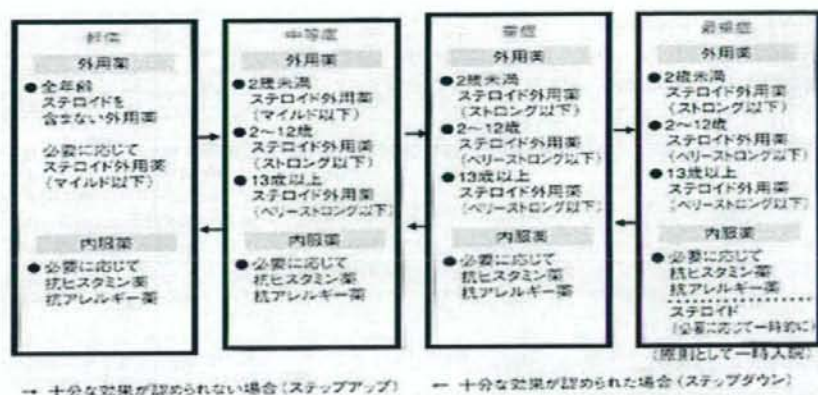 軽症
外用薬
●全年齢
ステロイドを
含まない外用薬
必要に応じて
ステロイド外用薬
(マイルド以下)
内服薬
●必要に応じて
抗ヒスタミン薬
抗アレルギー薬
中等症
外用薬
●2歳未満
ステロイド外用薬
(マイルド以下)
●2〜12歳
ステロイド外用薬
(ストロング以下)
●13歳以上
ステロイド外用薬
(ベリーストロング以下)
内服薬
●必要に応じて
抗ヒスタミン薬
抗アレルギー薬
重症
外用薬
●2歳未満
ステロイド外用薬
(ストロング以下)
●2〜12歳
ステロイド外用薬
(ベリーストロング以下)
●13歳以上
ステロイド外用薬
(ベリーストロング以下)
内服薬
●必要に応じて
抗ヒスタミン薬
抗アレルギー薬
最重症
外用薬
●2歳未満
ステロイド外用薬
(ストロング以下)
●2〜12歳
ステロイド外用薬
(ベリーストロング以下)
●13歳以上
ステロイド外用薬
(ベリーストロング以下)
内服薬
●必要に応じて
抗ヒスタミン薬
抗アレルギー薬
ステロイド
(必要に応じて一時的に)
(原則として一時入院)
→ 十分な効果が認められない場合(ステップアップ)
← 十分な効果が認められた場合(ステップダウン)